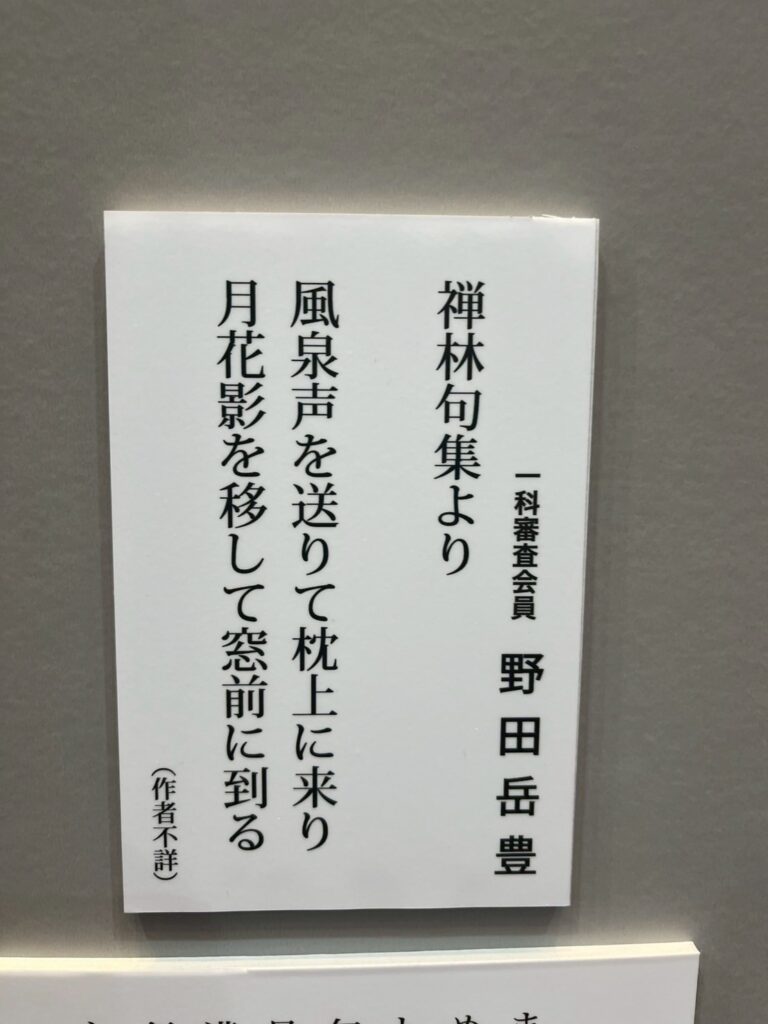 一科審査会員 野田岳豊
禅林句集より
風泉声を送りて枕上に来り
月花影を移して窓前に到る
（作者不詳）